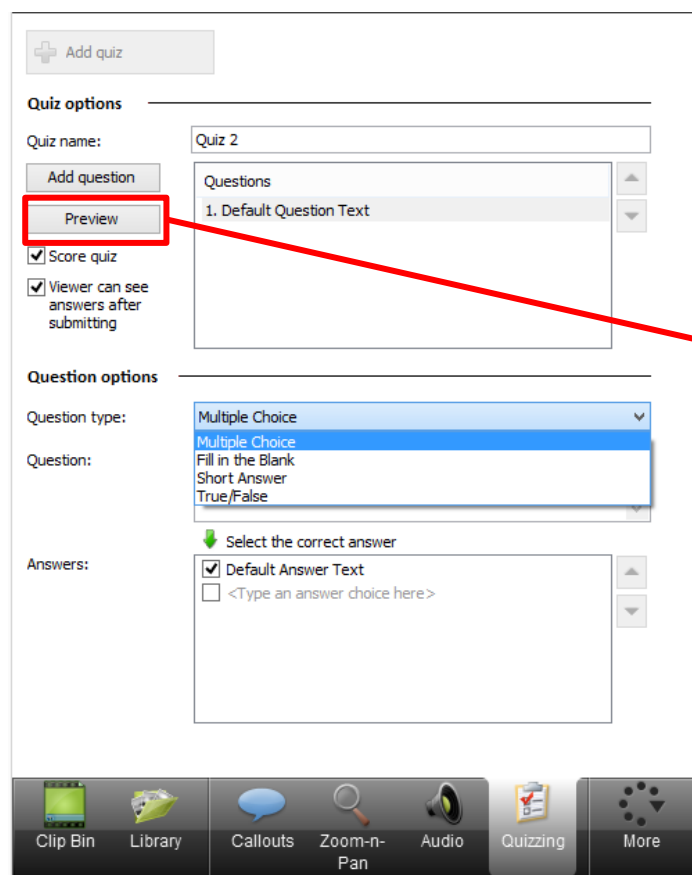 Add quiz
Quiz options
Quiz name:
Quiz 2
Add question
Questions
Preview
1. Default Question Text
Score quiz
Viewer can see
answers after
submitting
Question options
Question type:
Multiple Choice
Multiple Choice
Question:
Fill in the Blank
Short Answer
True/False
Select the correct answer
Answers:
Default Answer Text
<Type an answer choice here>
Clip Bin
Library
Callouts
Zoom-n-
Pan
Audio
Quizzing
More